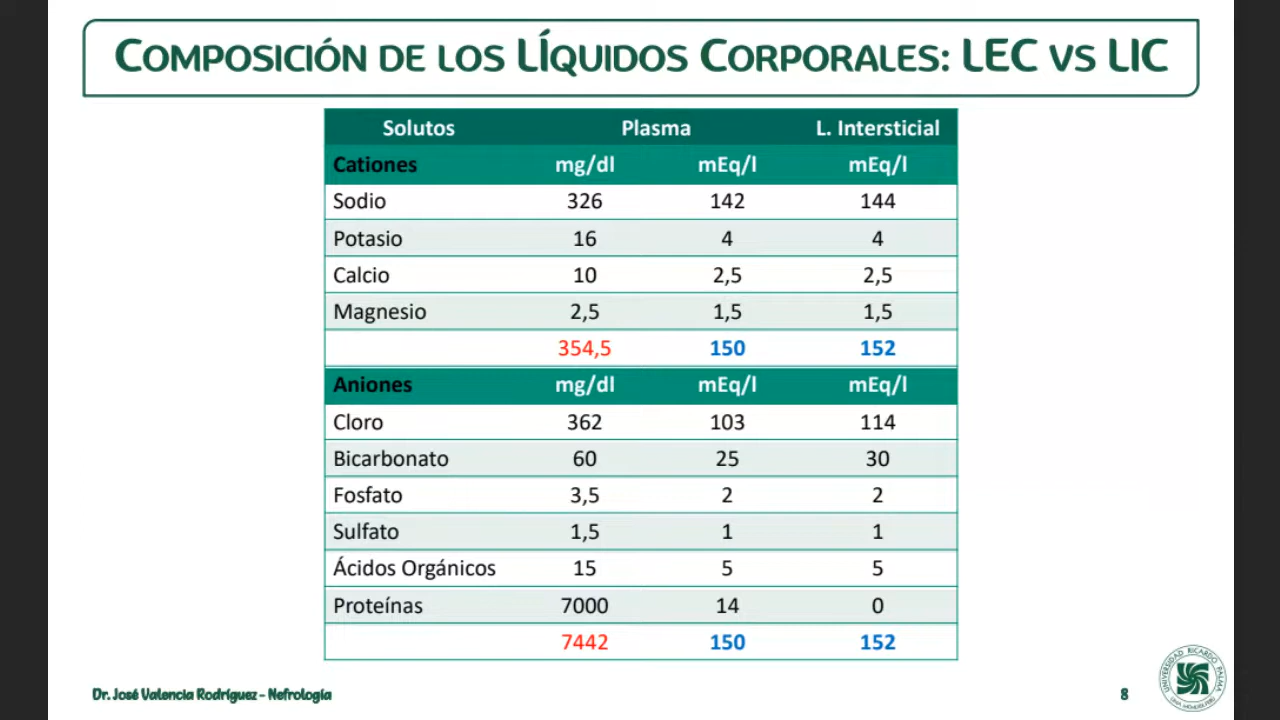 COMPOSICIÓN DE LOS LÍQUIDOS CORPORALES: LEC VS LIC
Solutos Plasma L. Intersticial
Cationes mg/dl mEq/l mEq/l
Sodio 326 142 144
Potasio 16 4 4
Calcio 10 2,5 2,5
Magnesio 2,5 1,5 1,5
354,5 150 152
Aniones mg/dl mEq/l mEq/l
Cloro 362 103 114
Bicarbonato 60 25 30
Fosfato 3,5 2 2
Sulfato 1,5 1 1
Ácidos Orgánicos 15 5 5
Proteínas 7000 14 0
7442 150 152
Dr. José Valencia Rodríguez - Nefrología
8
UNIVERSIDAD RICARDO PALMA